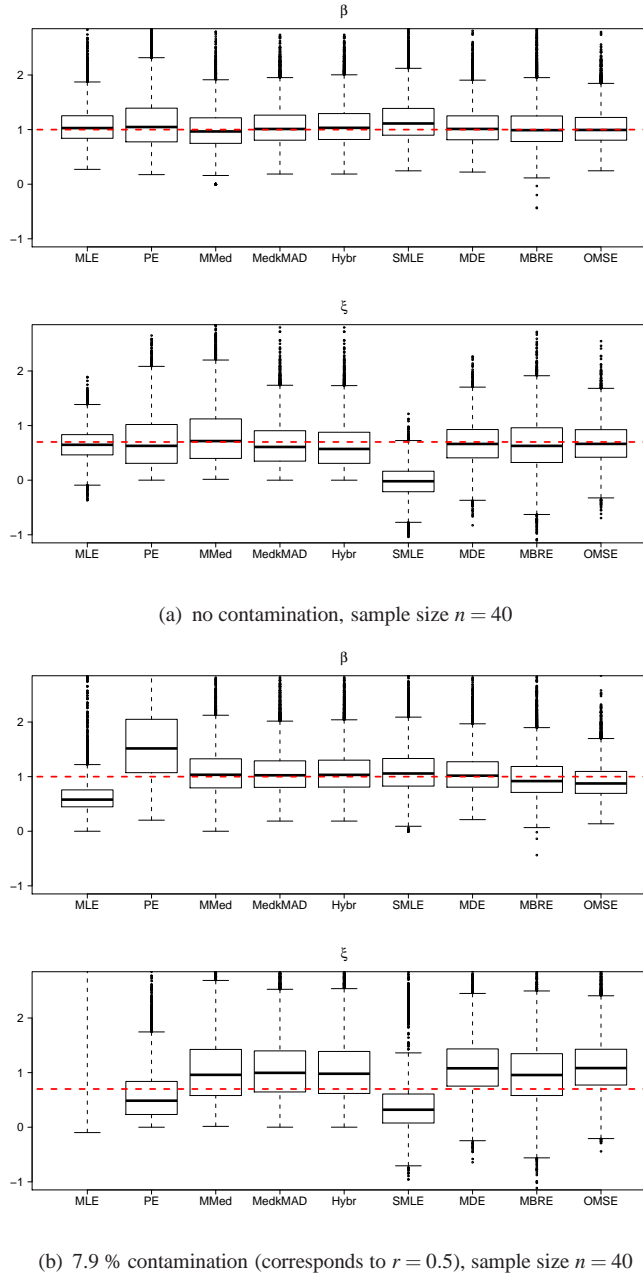 β
2
1
0
−1
MLE PE MMed MedkMAD Hybr SMLE MDE MBRE OMSE
ξ
2
1
0
−1
MLE PE MMed MedkMAD Hybr SMLE MDE MBRE OMSE
(a) no contamination, sample size n = 40
β
2
1
0
−1
MLE PE MMed MedkMAD Hybr SMLE MDE MBRE OMSE
ξ
2
1
0
−1
MLE PE MMed MedkMAD Hybr SMLE MDE MBRE OMSE
(b) 7.9 % contamination (corresponds to r = 0.5), sample size n = 40